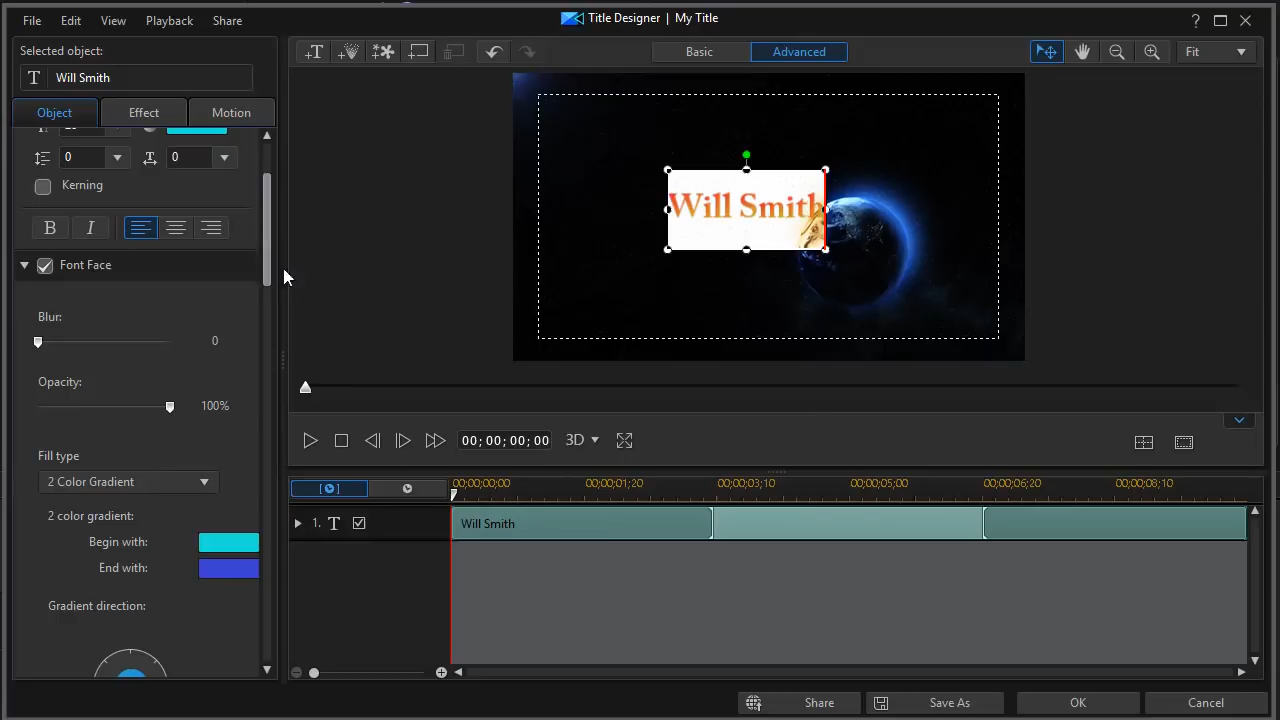 Title Designer | My Title
File Edit View Playback Share
?
Selected object:
T Will Smith
Object Effect Motion
0 0
Kerning
B I
Font Face
Blur:
0
Opacity:
100%
Fill type
2 Color Gradient
2 color gradient:
Begin with:
End with:
Gradient direction:
Basic Advanced
Fit
Will Smith
00;00;00;00 3D
00;00;00;00 00;00;01;20 00;00;03;10 00;00;05;00 00;00;06;20 00;00;08;10
1. T Will Smith
Share Save As OK Cancel